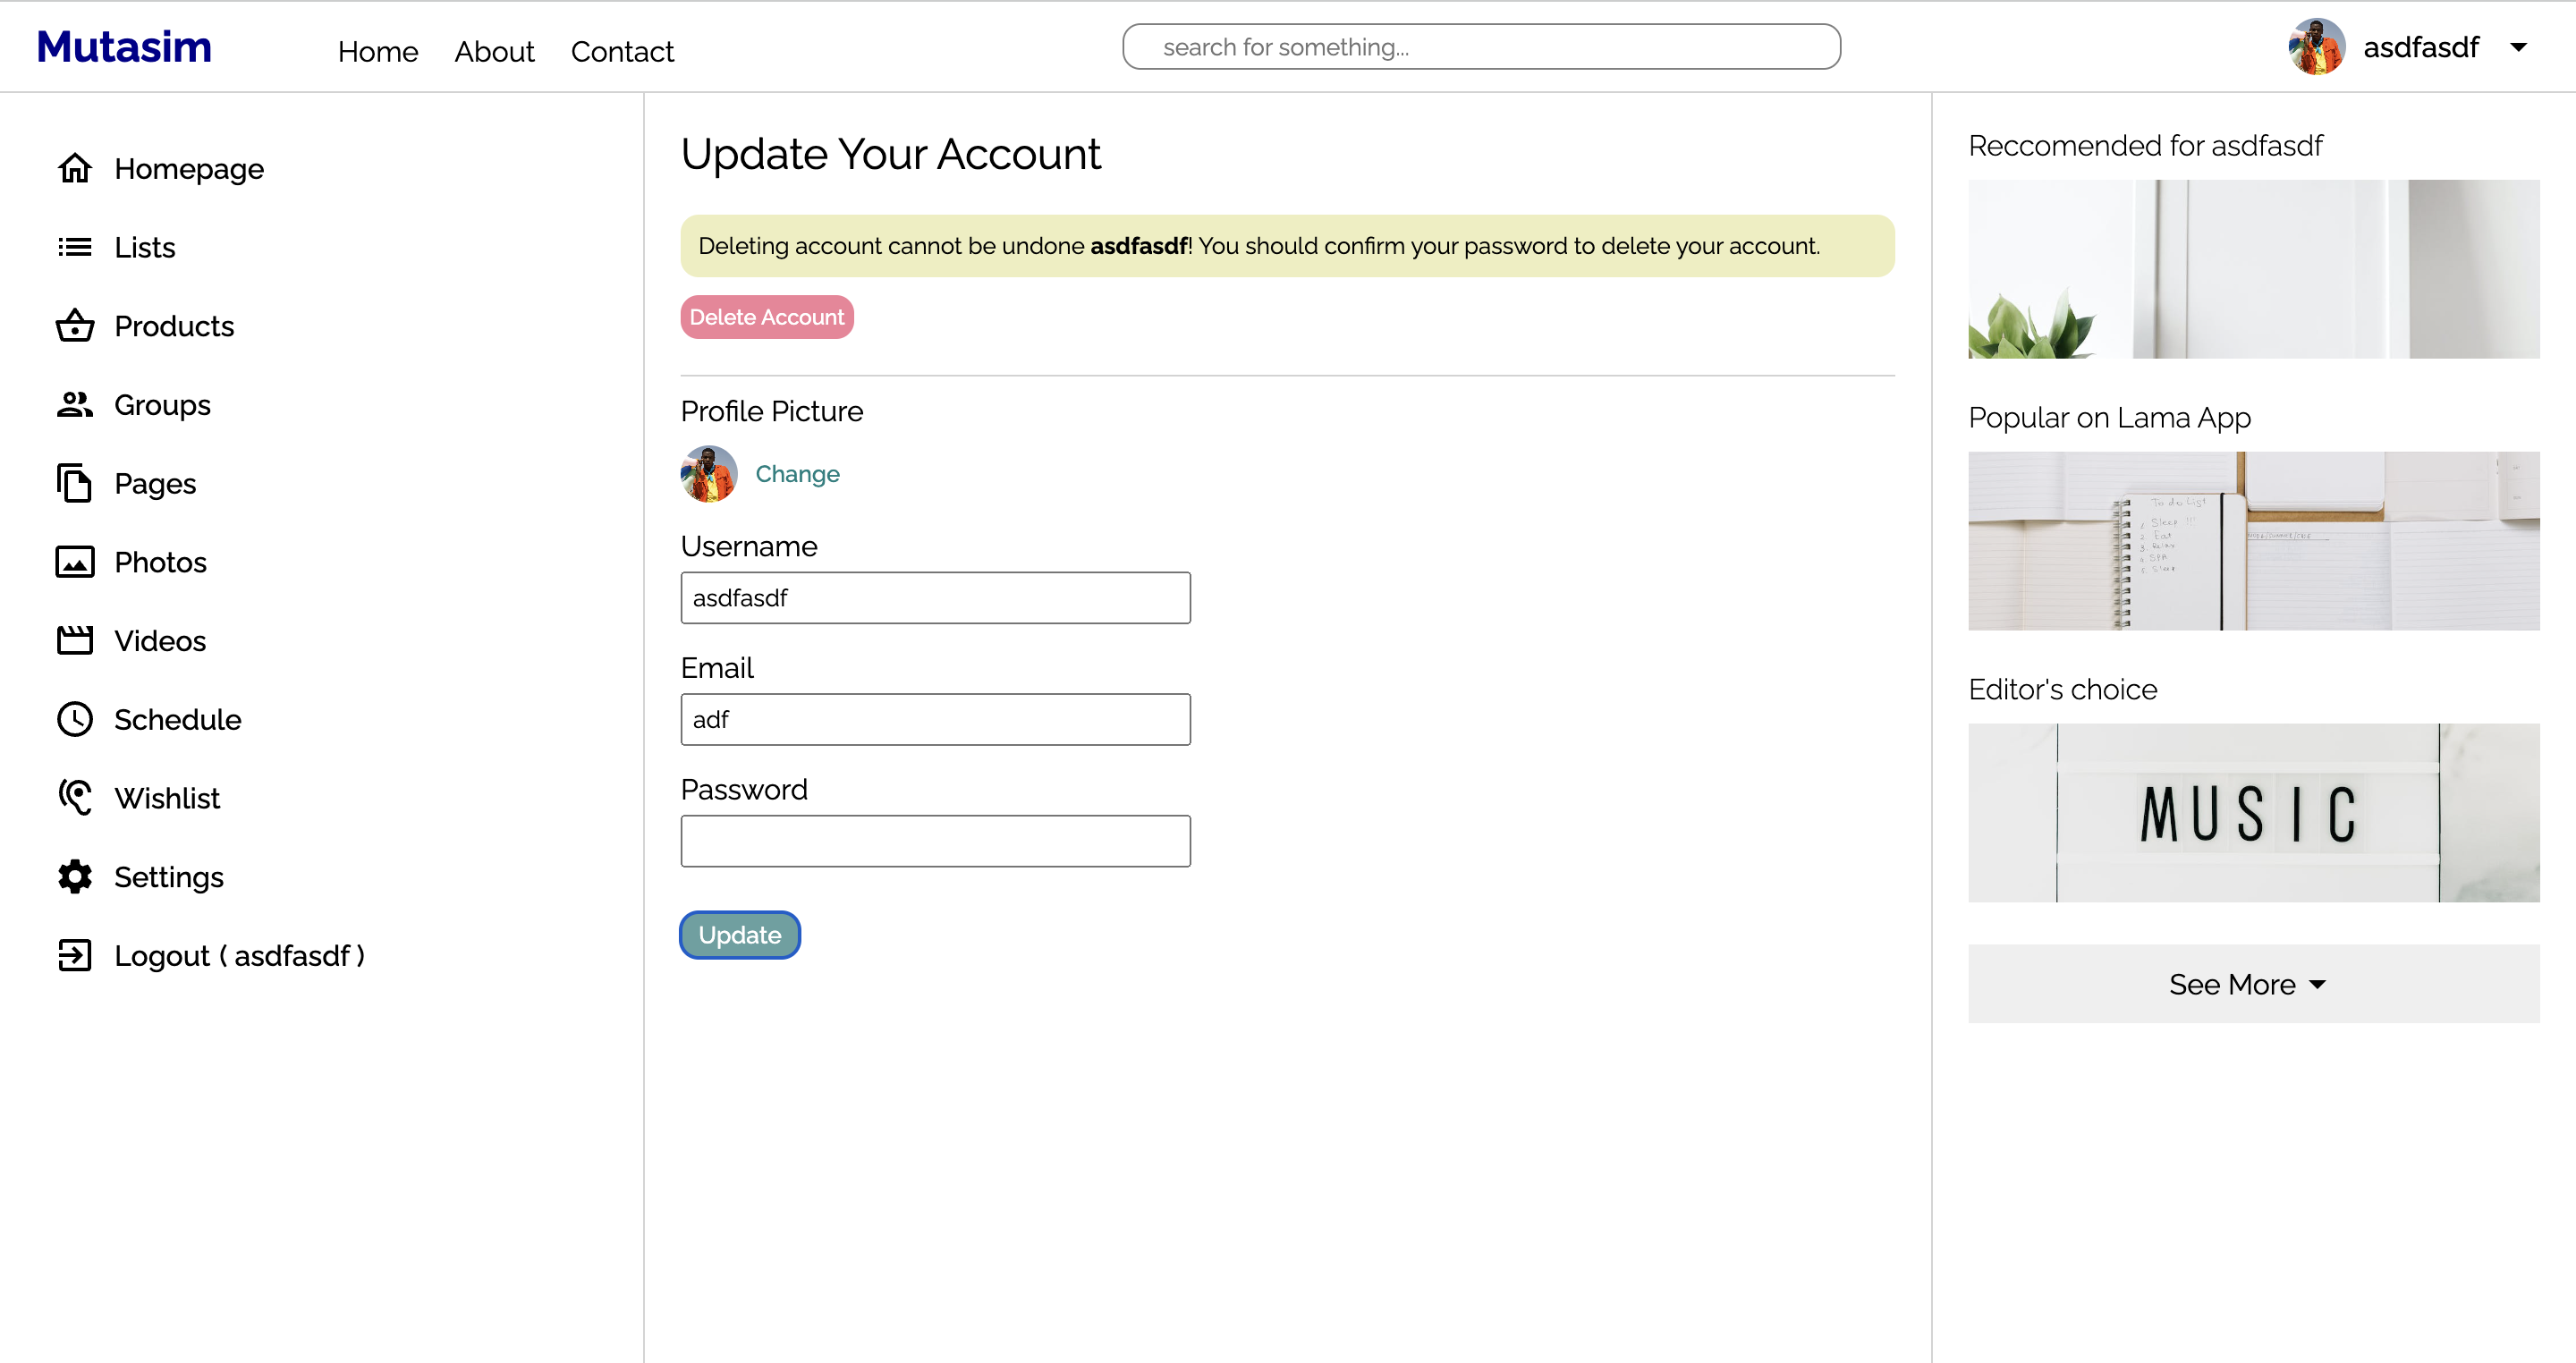 Mutasim
Home About Contact
search for something...
asdfasdf
Homepage
Lists
Products
Groups
Pages
Photos
Videos
Schedule
Wishlist
Settings
Logout ( asdfasdf )
Update Your Account
Deleting account cannot be undone asdfasdf! You should confirm your password to delete your account.
Delete Account
Profile Picture
Change
Username
asdfasdf
Email
adf
Password
Update
Reccomended for asdfasdf
Popular on Lama App
To do List
1. Sleep !!!
2. Eat
3. Relax
4. SPA
5. Sleep
Editor's choice
MUSIC
See More